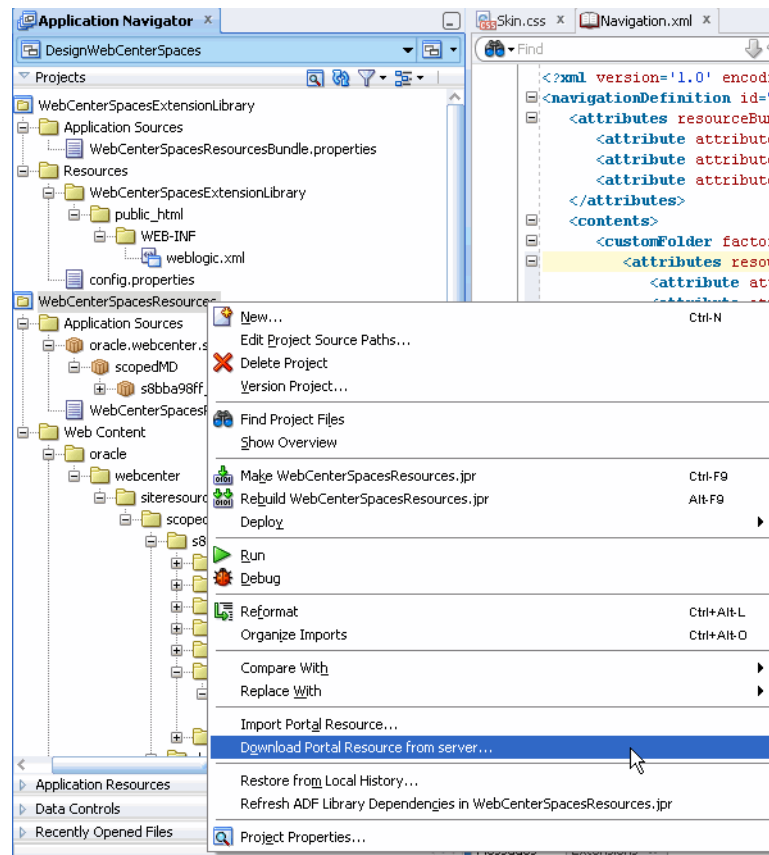 Application Navigator
Skin.css
Navigation.xml
DesignWebCenterSpaces
Find
Projects
WebCenterSpacesExtensionLibrary
Application Sources
WebCenterSpacesResourcesBundle.properties
Resources
WebCenterSpacesExtensionLibrary
public_html
WEB-INF
weblogic.xml
config.properties
WebCenterSpacesResources
Application Sources
oracle.webcenter.s
scopedMD
s8bba98ff_
WebCenterSpacesR
Web Content
oracle
webcenter
siteresourc
scoped
s8
Application Resources
Data Controls
Recently Opened Files
<?xml version='1.0' encodi
<navigationDefinition id='
<attributes resourceBun
<attribute attribute
<attribute attribute
<attribute attribute
</attributes>
<contents>
<customFolder factor
<attributes resou
<attribute att
<attribute att
New... Ctrl-N
Edit Project Source Paths...
Delete Project
Version Project...
Find Project Files
Show Overview
Make WebCenterSpacesResources.jpr Ctrl-F9
Rebuild WebCenterSpacesResources.jpr Alt-F9
Deploy
Run
Debug
Reformat Ctrl+Alt-L
Organize Imports Ctrl+Alt-O
Compare With
Replace With
Import Portal Resource...
Download Portal Resource from server...
Restore from Local History...
Refresh ADF Library Dependencies in WebCenterSpacesResources.jpr
Project Properties...